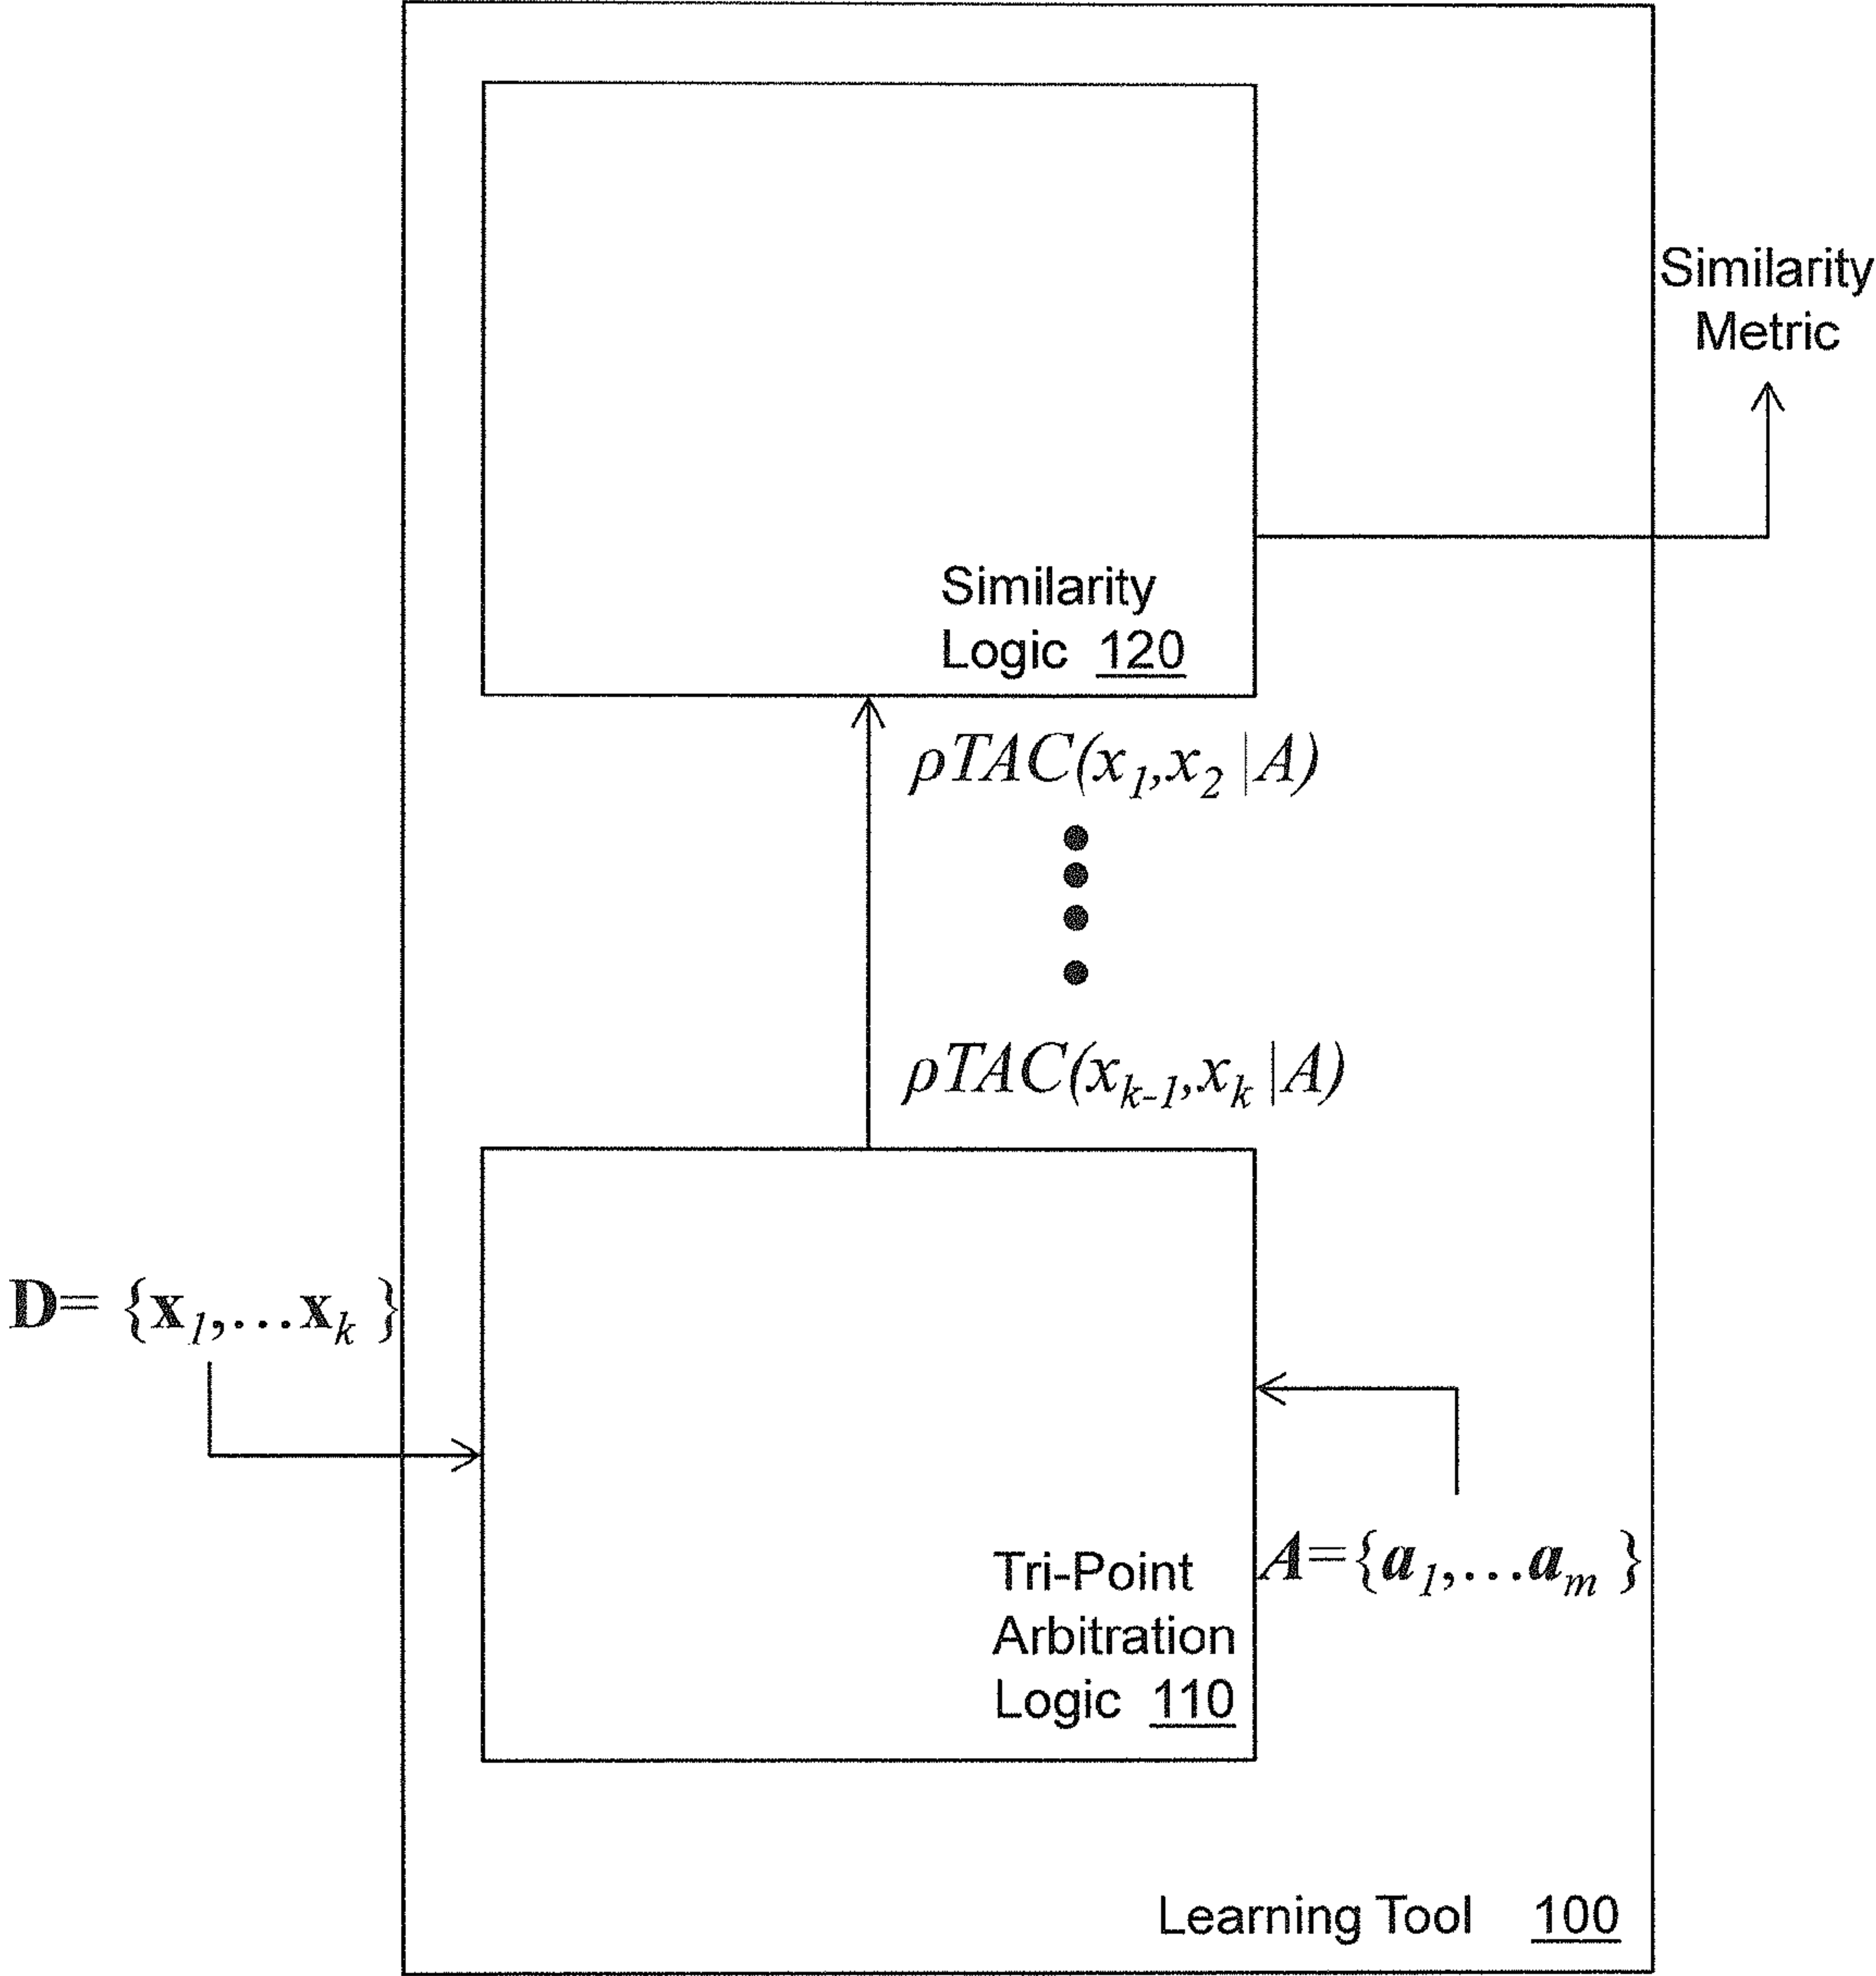 Similarity
Metric
Similarity
Logic 120
ρTAC(x₁,x₂|A)
ρTAC(xₖ₋₁,xₖ|A)
D= {x₁,...xₖ }
A={a₁,...aₘ }
Tri-Point
Arbitration
Logic 110
Learning Tool 100